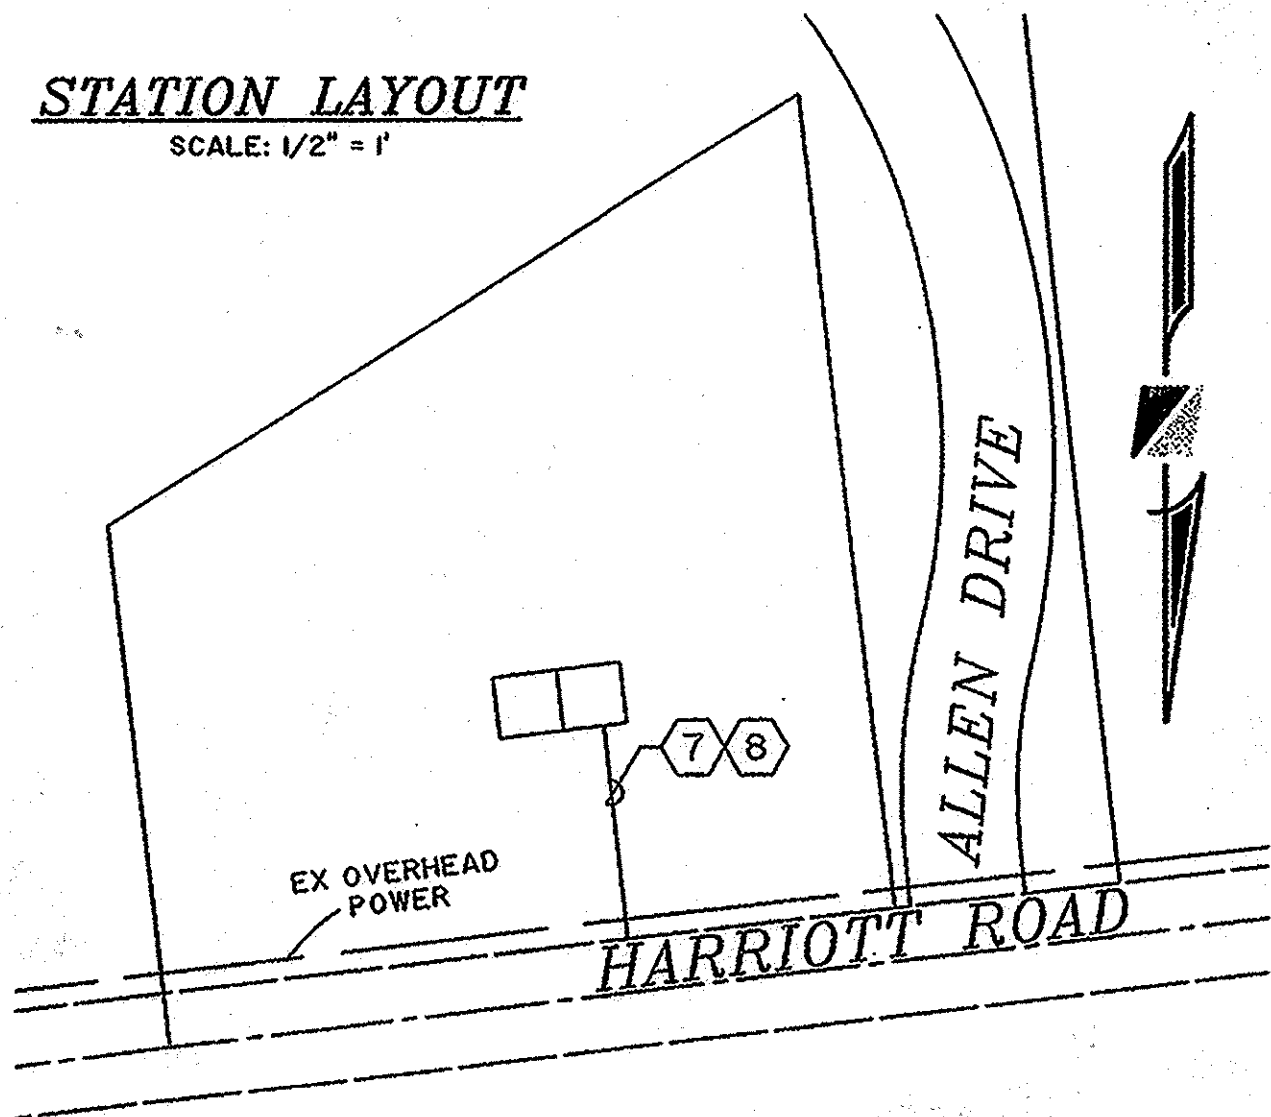 STATION LAYOUT
SCALE: 1/2" = 1'
ALLEN DRIVE
7 8
EX OVERHEAD
POWER
HARRIOTT ROAD